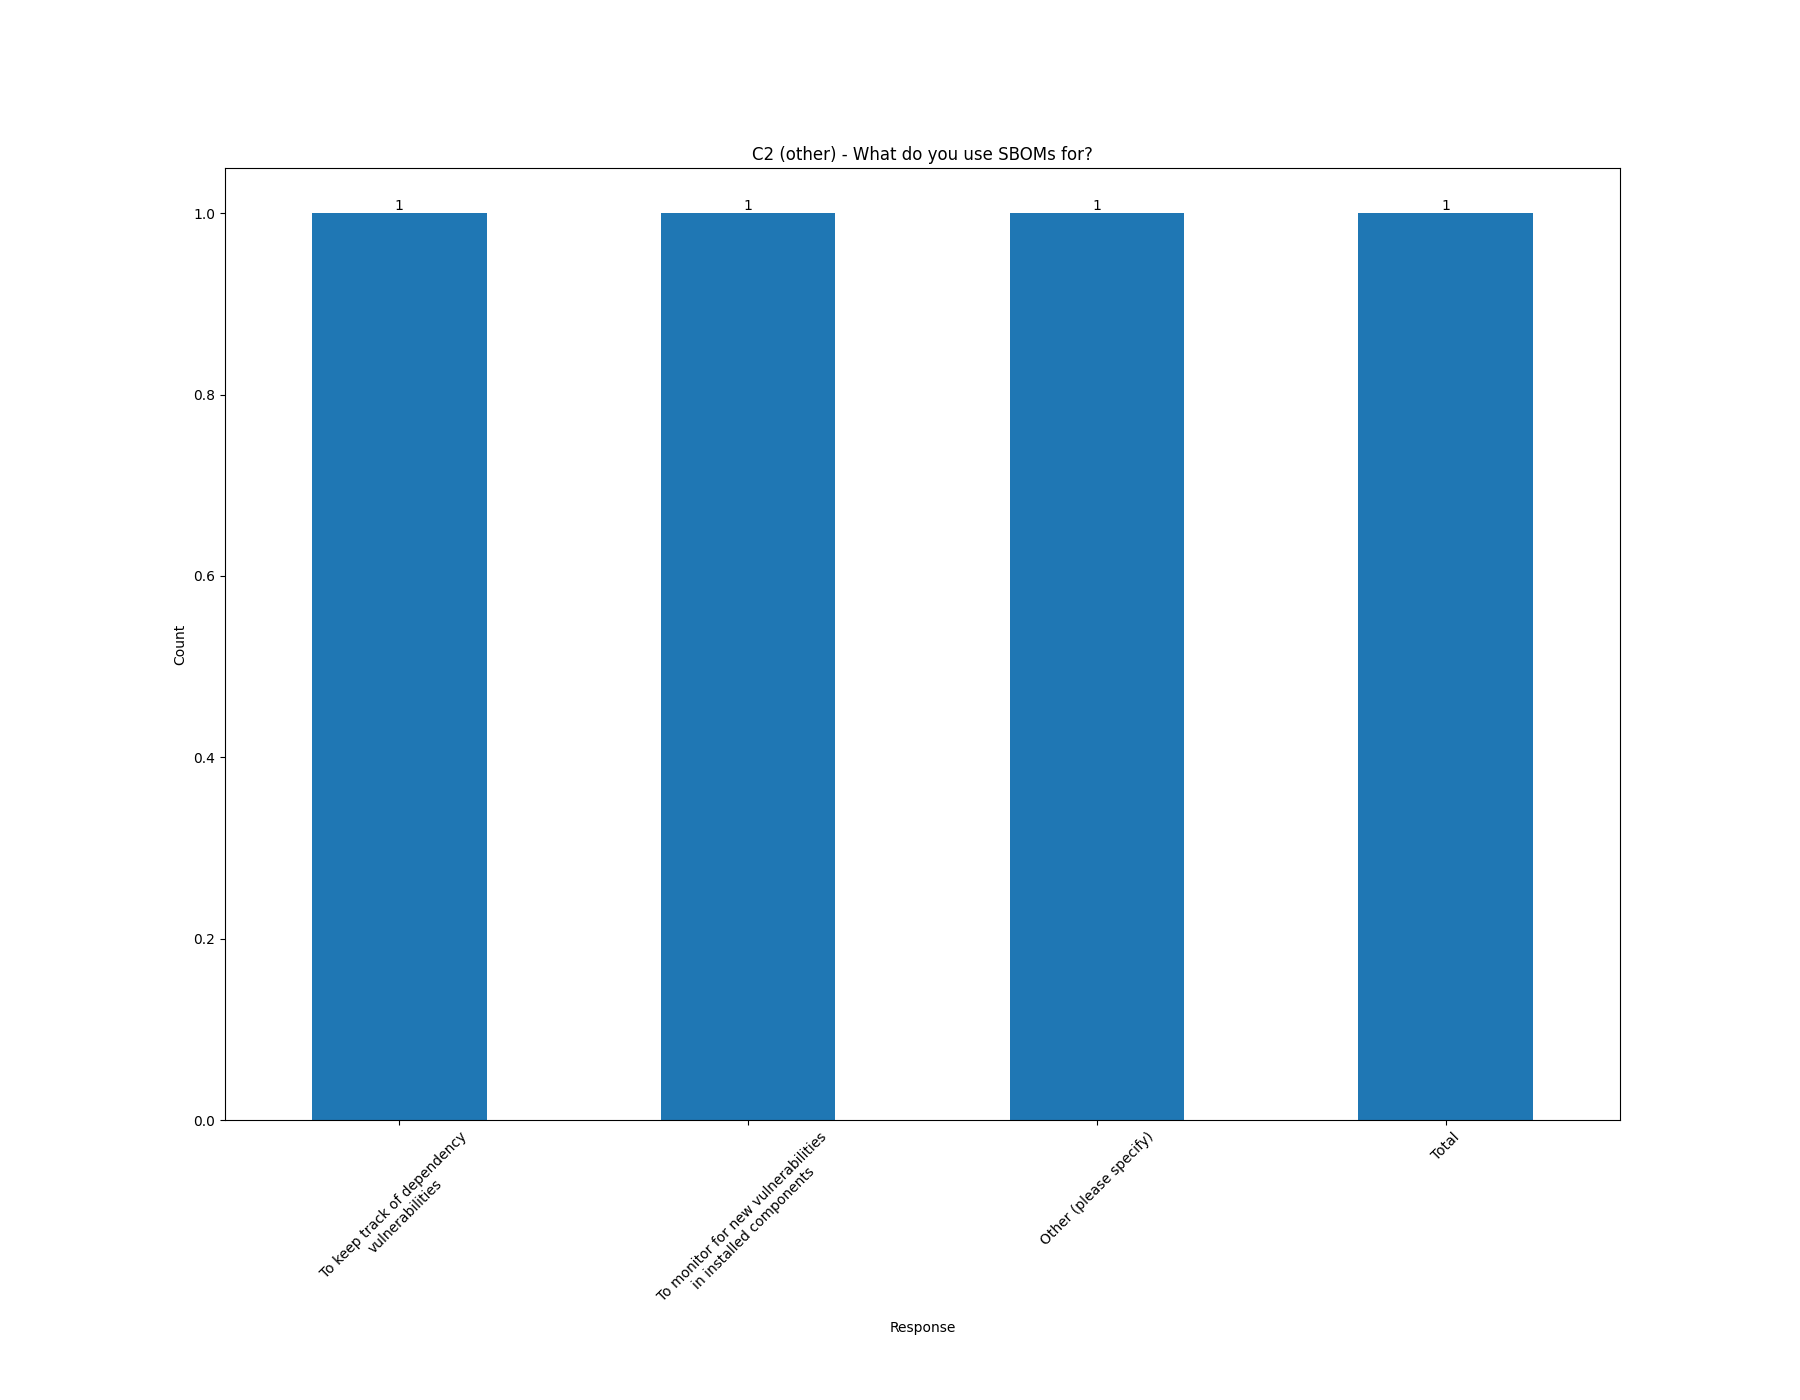 C2 (other) - What do you use SBOMs for?
1
1
1
1
1.0
0.8
0.6
0.4
0.2
0.0
Count
To keep track of dependency
vulnerabilities
To monitor for new vulnerabilities
in installed components
Other (please specify)
Total
Response